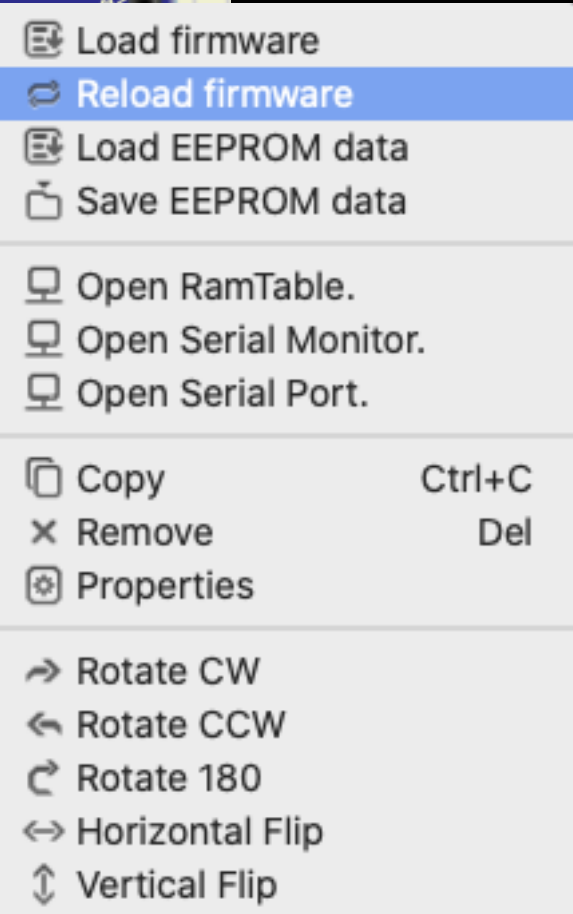 Load firmware
Reload firmware
Load EEPROM data
Save EEPROM data
Open RamTable.
Open Serial Monitor.
Open Serial Port.
Copy Ctrl+C
Remove Del
Properties
Rotate CW
Rotate CCW
Rotate 180
Horizontal Flip
Vertical Flip